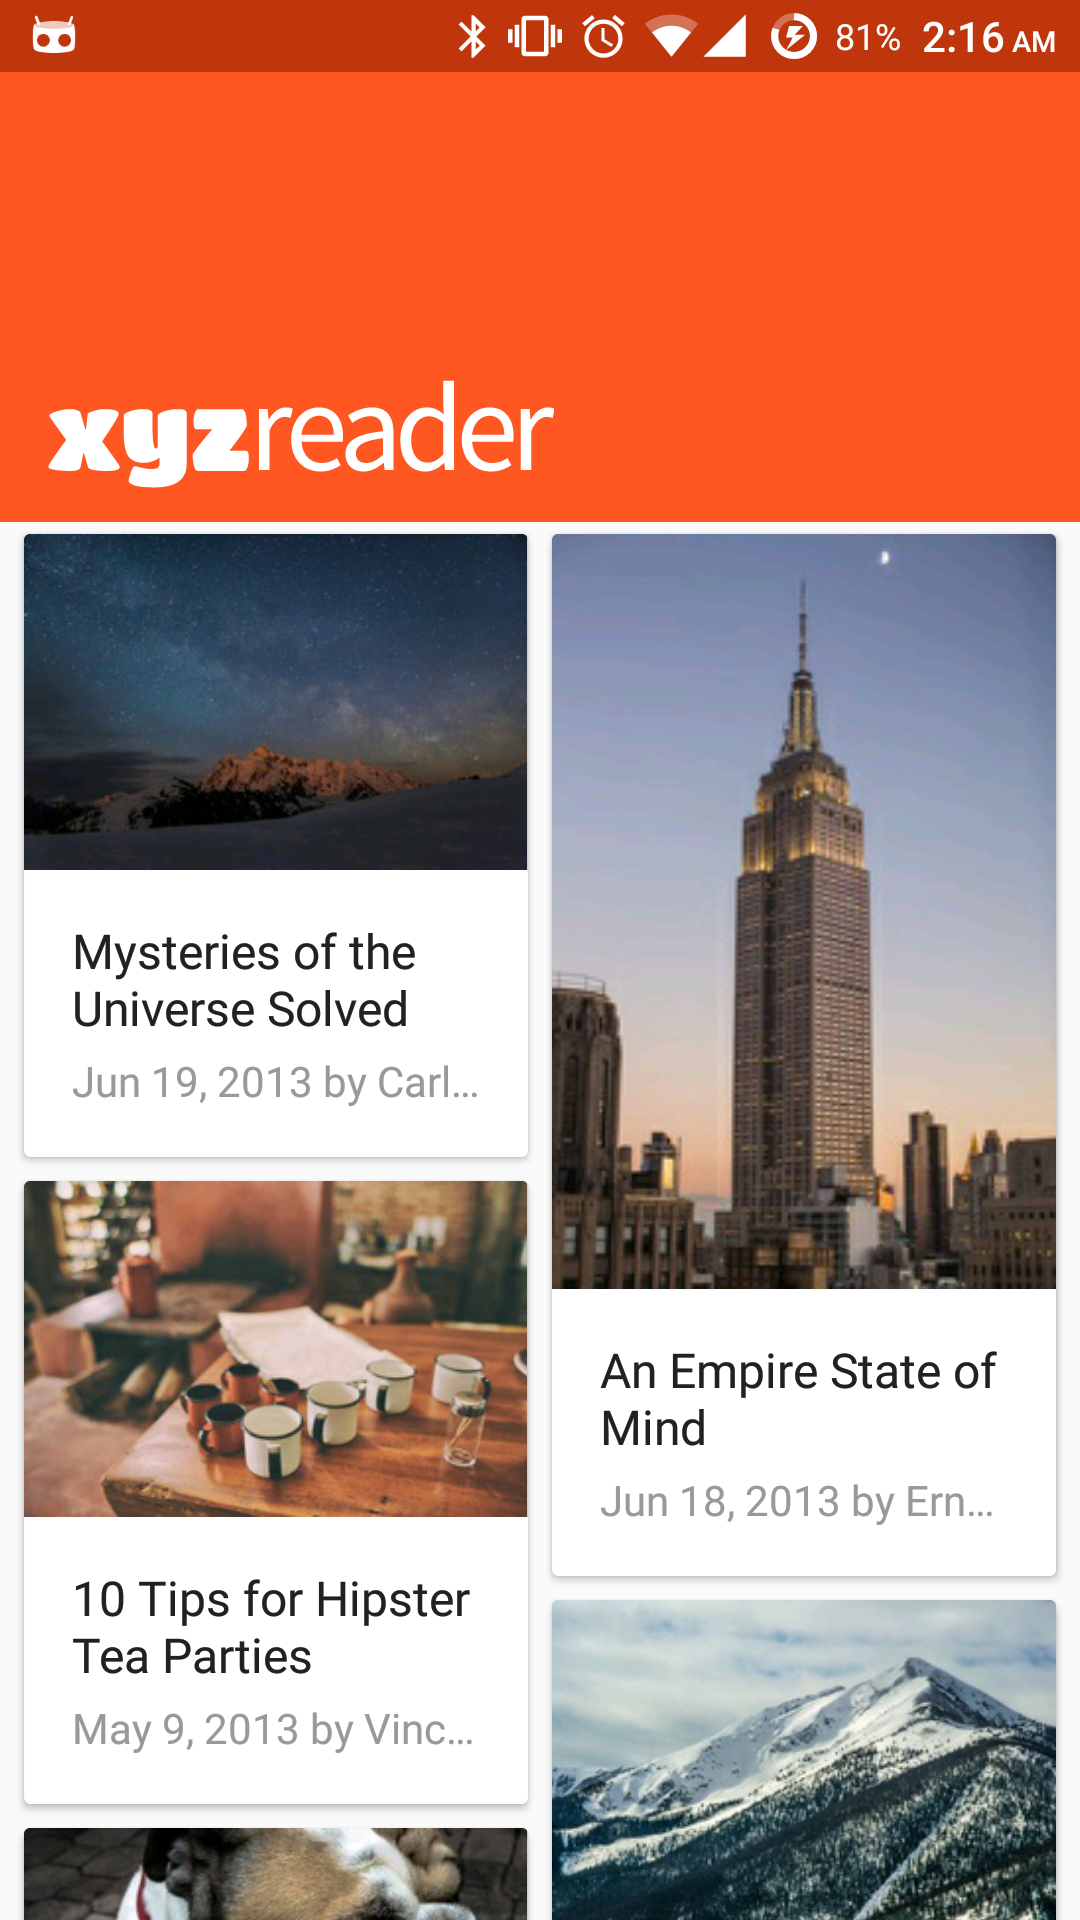 81% 2:16 AM
xyzreader
Mysteries of the
Universe Solved
Jun 19, 2013 by Carl...
An Empire State of
Mind
Jun 18, 2013 by Ern...
10 Tips for Hipster
Tea Parties
May 9, 2013 by Vinc...